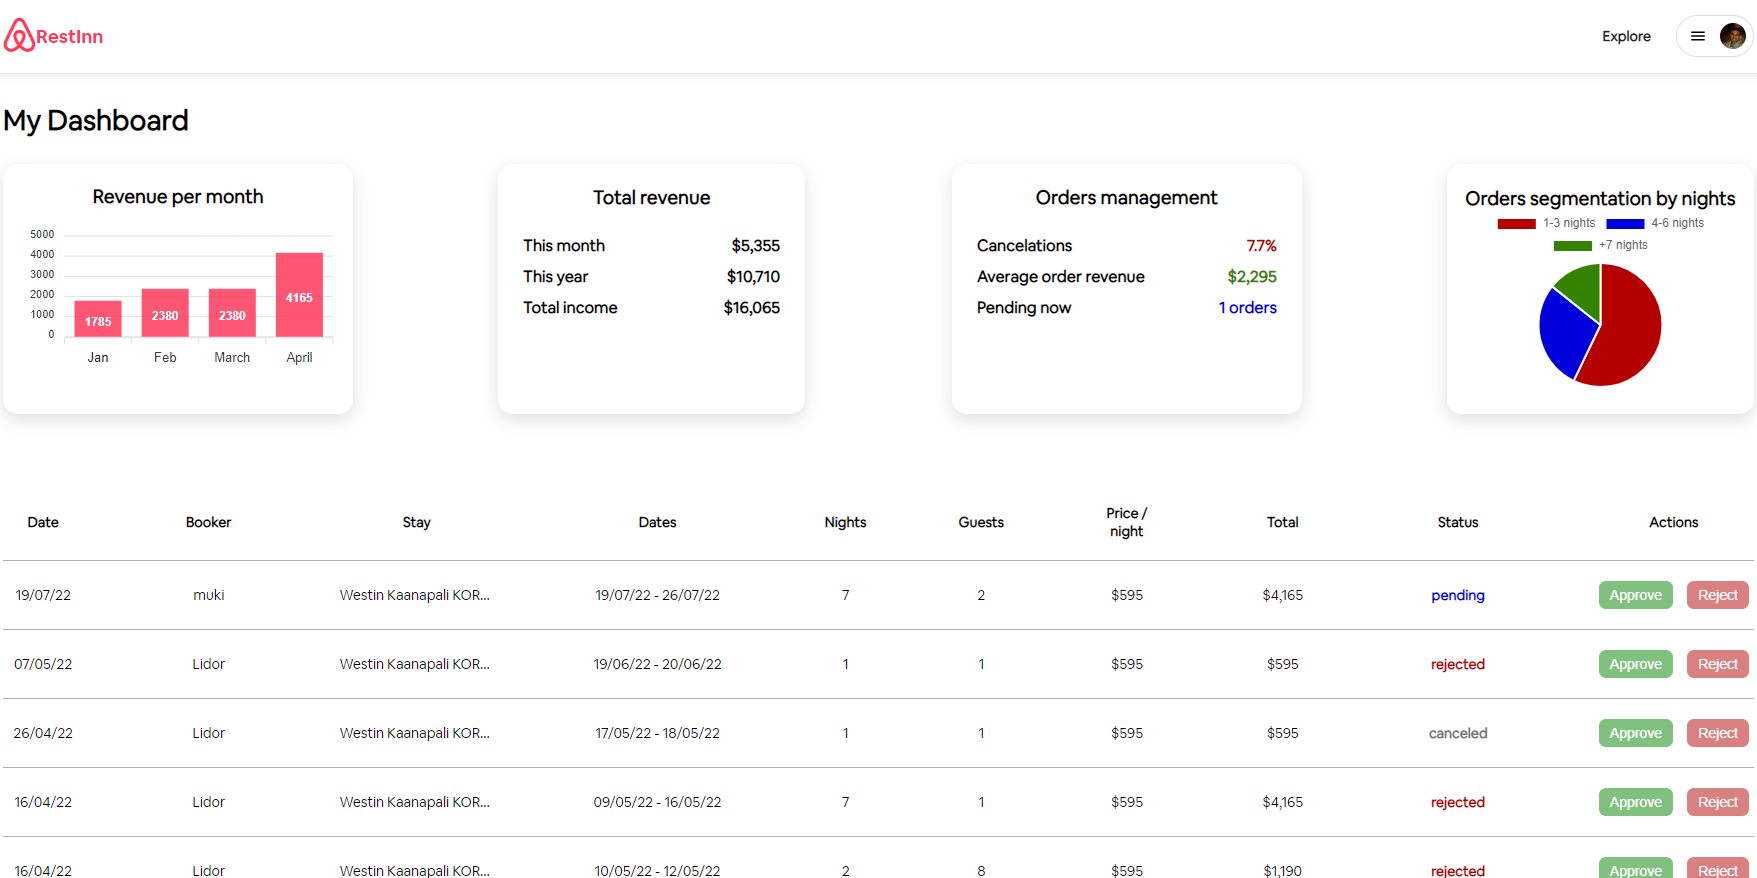 RestInn
Explore
My Dashboard
Revenue per month
5000
4000
3000
2000
1000
0
1785
2380
2380
4165
Jan
Feb
March
April
Total revenue
This month $5,355
This year $10,710
Total income $16,065
Orders management
Cancelations 7.7%
Average order revenue $2,295
Pending now 1 orders
Orders segmentation by nights
1-3 nights 4-6 nights
+7 nights
Date Booker Stay Dates Nights Guests Price / night Total Status Actions
19/07/22 muki Westin Kaanapali KOR... 19/07/22 - 26/07/22 7 2 $595 $4,165 pending Approve Reject
07/05/22 Lidor Westin Kaanapali KOR... 19/06/22 - 20/06/22 1 1 $595 $595 rejected Approve Reject
26/04/22 Lidor Westin Kaanapali KOR... 17/05/22 - 18/05/22 1 1 $595 $595 canceled Approve Reject
16/04/22 Lidor Westin Kaanapali KOR... 09/05/22 - 16/05/22 7 1 $595 $4,165 rejected Approve Reject
16/04/22 Lidor Westin Kaanapali KOR... 10/05/22 - 12/05/22 2 8 $595 $1,190 rejected Approve Reject